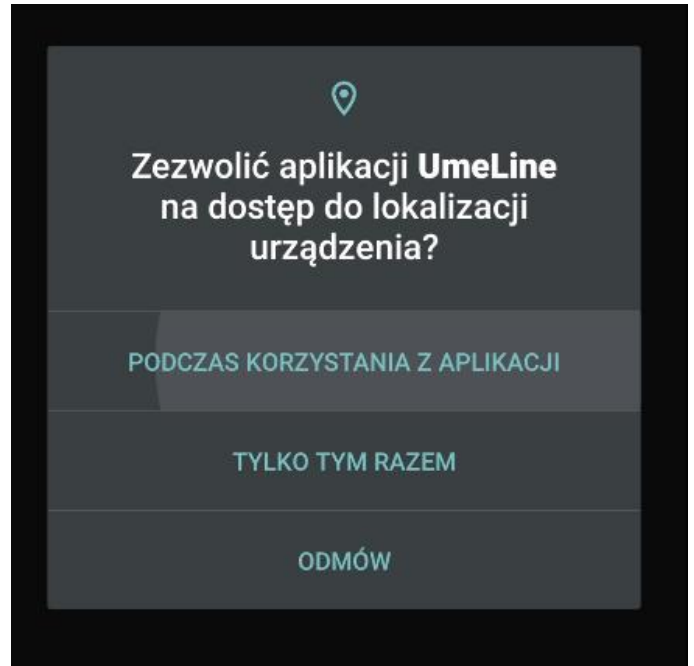 Zezwolić aplikacji UmeLine
na dostęp do lokalizacji
urządzenia?
PODCZAS KORZYSTANIA Z APLIKACJI
TYLKO TYM RAZEM
ODMÓW